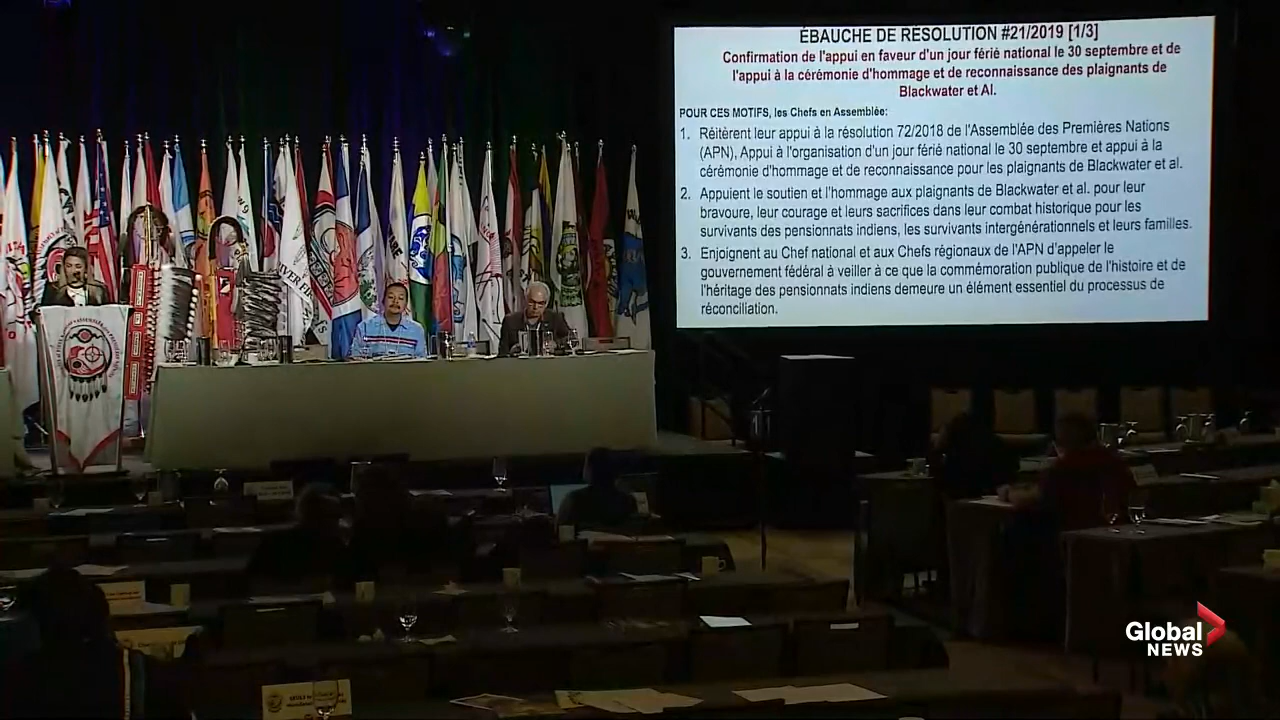 ÉBAUCHE DE RÉSOLUTION #21/2019 [1/3]
Confirmation de l'appui en faveur d'un jour férié national le 30 septembre et de
l'appui à la cérémonie d'hommage et de reconnaissance des plaignants de
Blackwater et Al.
POUR CES MOTIFS, les Chefs en Assemblée:
1. Réitèrent leur appui à la résolution 72/2018 de l'Assemblée des Premières Nations
(APN), Appui à l'organisation d'un jour férié national le 30 septembre et appui à la
cérémonie d'hommage et de reconnaissance pour les plaignants de Blackwater et al.
2. Appuient le soutien et l'hommage aux plaignants de Blackwater et al. pour leur
bravoure, leur courage et leurs sacrifices dans leur combat historique pour les
survivants des pensionnats indiens, les survivants intergénérationnels et leurs familles.
3. Enjoignent au Chef national et aux Chefs régionaux de l'APN d'appeler le
gouvernement fédéral à veiller à ce que la commémoration publique de l'histoire et de
l'héritage des pensionnats indiens demeure un élément essentiel du processus de
réconciliation.
Global
NEWS